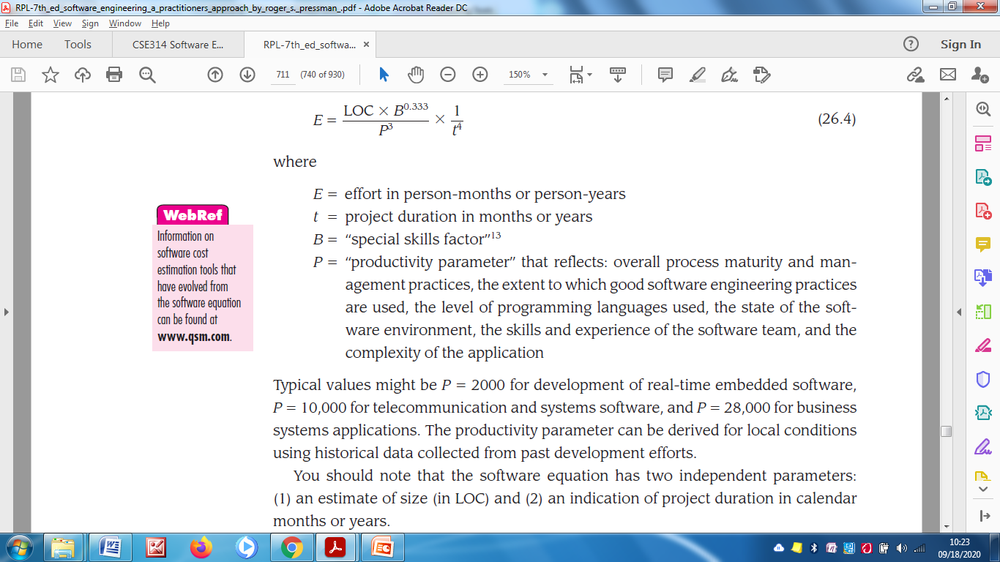 RPL-7th_ed_software_engineering_a_practitioners_approach_by_roger_s._pressman_.pdf - Adobe Acrobat Reader DC
File Edit View Sign Window Help
Home Tools CSE314 Software E... RPL-7th_ed_softwa... × Sign In
711 (740 of 930) 150%
E = LOC × B^0.333 / P^3 × 1 / t^4 (26.4)
where
E = effort in person-months or person-years
t = project duration in months or years
B = “special skills factor”13
P = “productivity parameter” that reflects: overall process maturity and man-
agement practices, the extent to which good software engineering practices
are used, the level of programming languages used, the state of the soft-
ware environment, the skills and experience of the software team, and the
complexity of the application
WebRef
Information on
software cost
estimation tools that
have evolved from
the software equation
can be found at
www.qsm.com.
Typical values might be P = 2000 for development of real-time embedded software,
P = 10,000 for telecommunication and systems software, and P = 28,000 for business
systems applications. The productivity parameter can be derived for local conditions
using historical data collected from past development efforts.
You should note that the software equation has two independent parameters:
(1) an estimate of size (in LOC) and (2) an indication of project duration in calendar
months or years.
10:23
09/18/2020